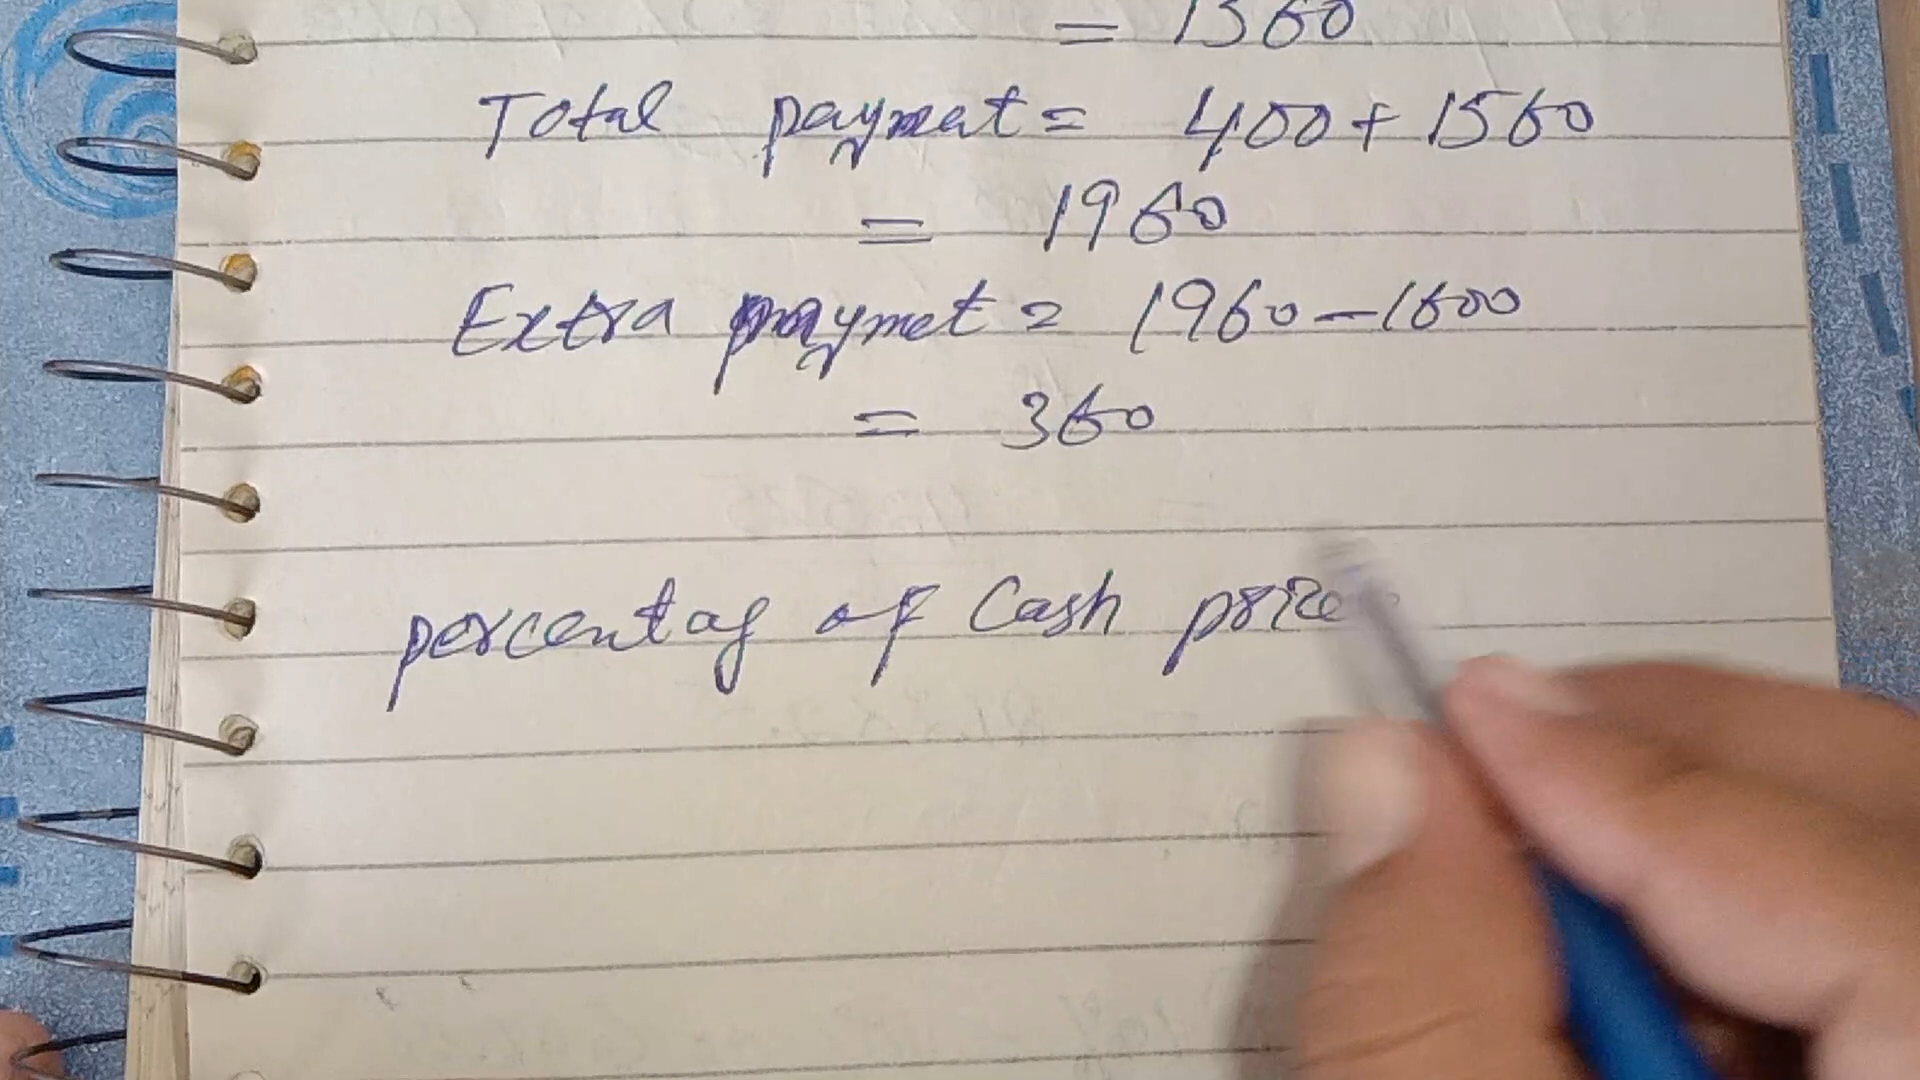 = 1560
Total paymet = 400 + 1560
= 1960
Extra paymet = 1960 - 1600
= 360
percentag of Cash price